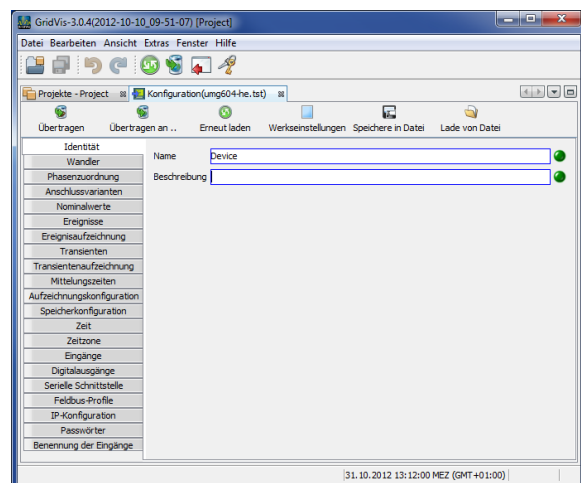 GridVis-3.0.4(2012-10-10_09-51-07) [Project]
Datei Bearbeiten Ansicht Extras Fenster Hilfe
Projekte - Project
Konfiguration(umg604-he.tst)
Übertragen
Übertragen an ..
Erneut laden
Werkseinstellungen
Speichere in Datei
Lade von Datei
Identität
Wandler
Phasenzuordnung
Anschlussvarianten
Nominalwerte
Ereignisse
Ereignisaufzeichnung
Transienten
Transientenaufzeichnung
Mittelungszeiten
Aufzeichnungskonfiguration
Speicherkonfiguration
Zeit
Zeitzone
Eingänge
Digitalausgänge
Serielle Schnittstelle
Feldbus-Profile
IP-Konfiguration
Passwörter
Benennung der Eingänge
Name
Device
Beschreibung
31.10.2012 13:12:00 MEZ (GMT+01:00)